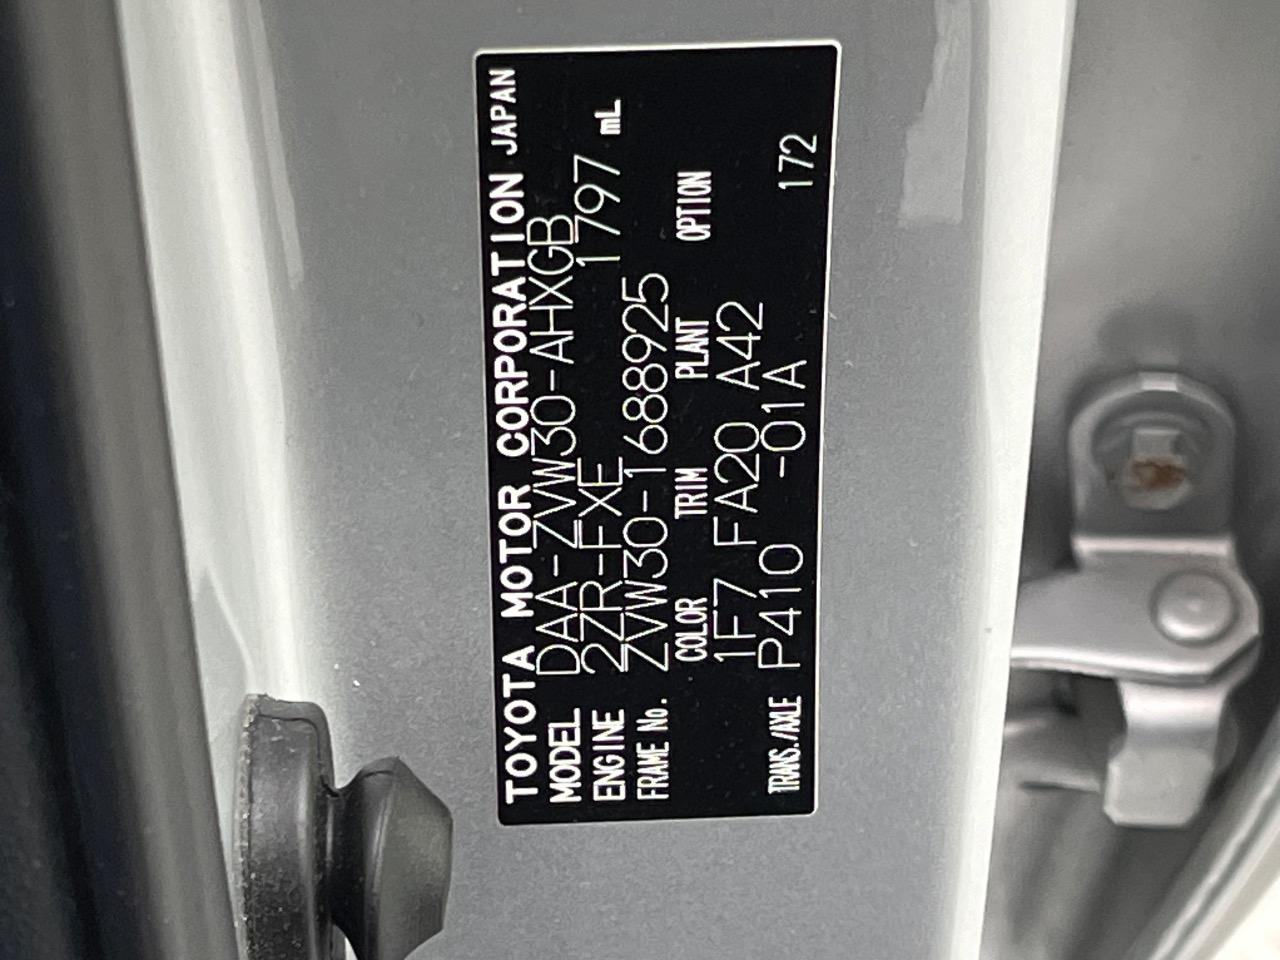 TOYOTA MOTOR CORPORATION JAPAN
MODEL DAA-ZVW30-AHXGB
ENGINE 2ZR-FXE 1797 mL
FRAME No. ZVW30-1688925
COLOR TRIM PLANT OPTION
1F7 FA20 A42
TRANS./AXLE P410 -01A 172